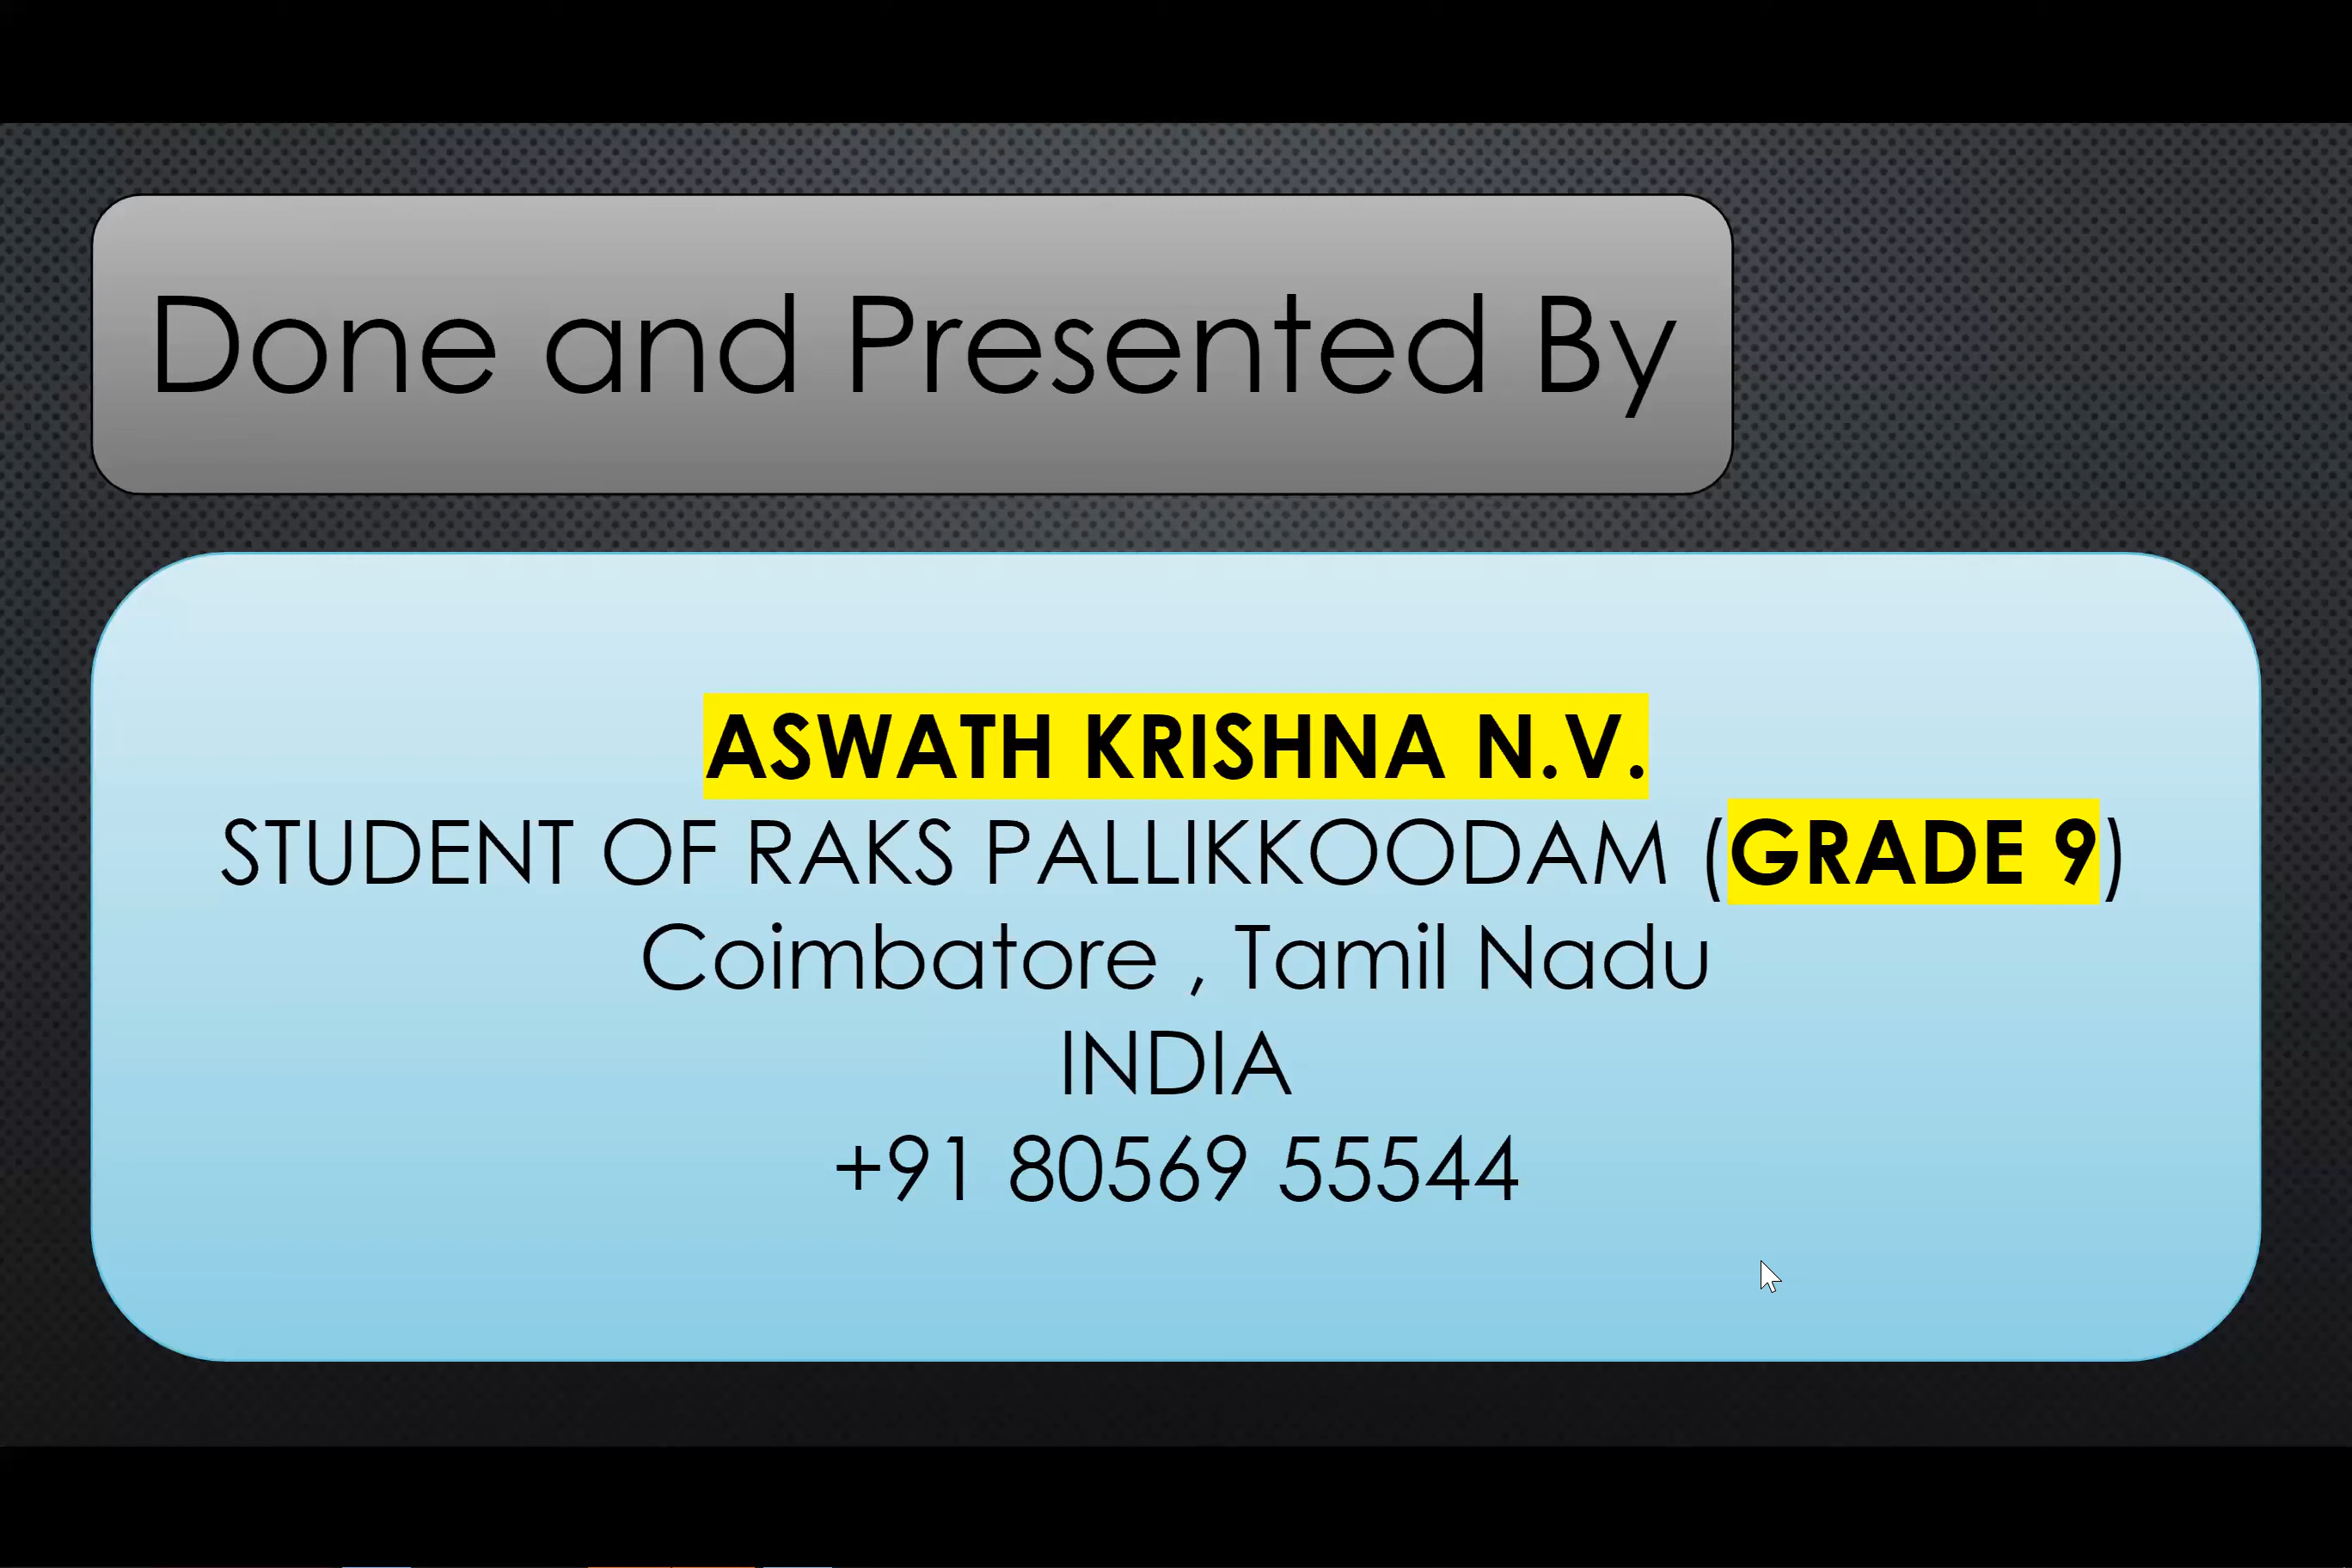 Done and Presented By
ASWATH KRISHNA N.V.
STUDENT OF RAKS PALLIKKOODAM (GRADE 9)
Coimbatore , Tamil Nadu
INDIA
+91 80569 55544